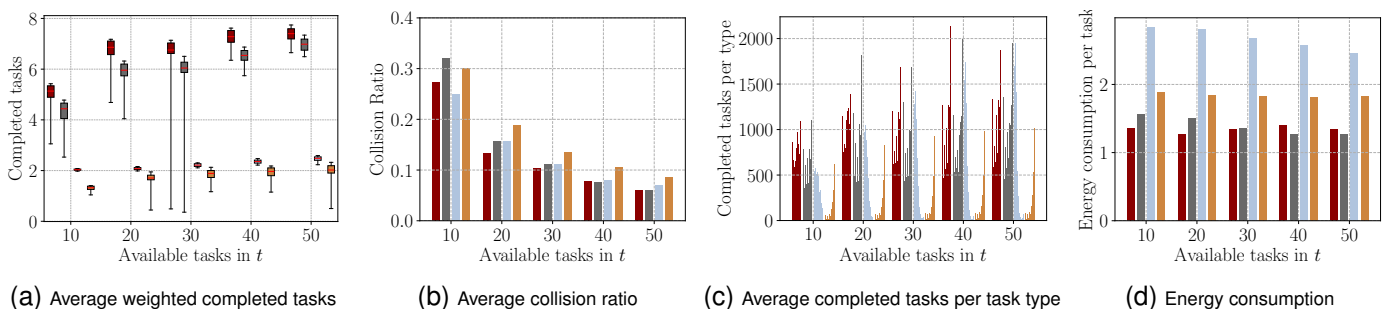 Completed tasks
8
6
4
2
0
10 20 30 40 50
Available tasks in t
(a) Average weighted completed tasks
Collision Ratio
0.4
0.3
0.2
0.1
0.0
10 20 30 40 50
Available tasks in t
(b) Average collision ratio
Completed tasks per type
2000
1500
1000
500
0
10 20 30 40 50
Available tasks in t
(c) Average completed tasks per task type
Energy consumption per task
2
1
0
10 20 30 40 50
Available tasks in t
(d) Energy consumption